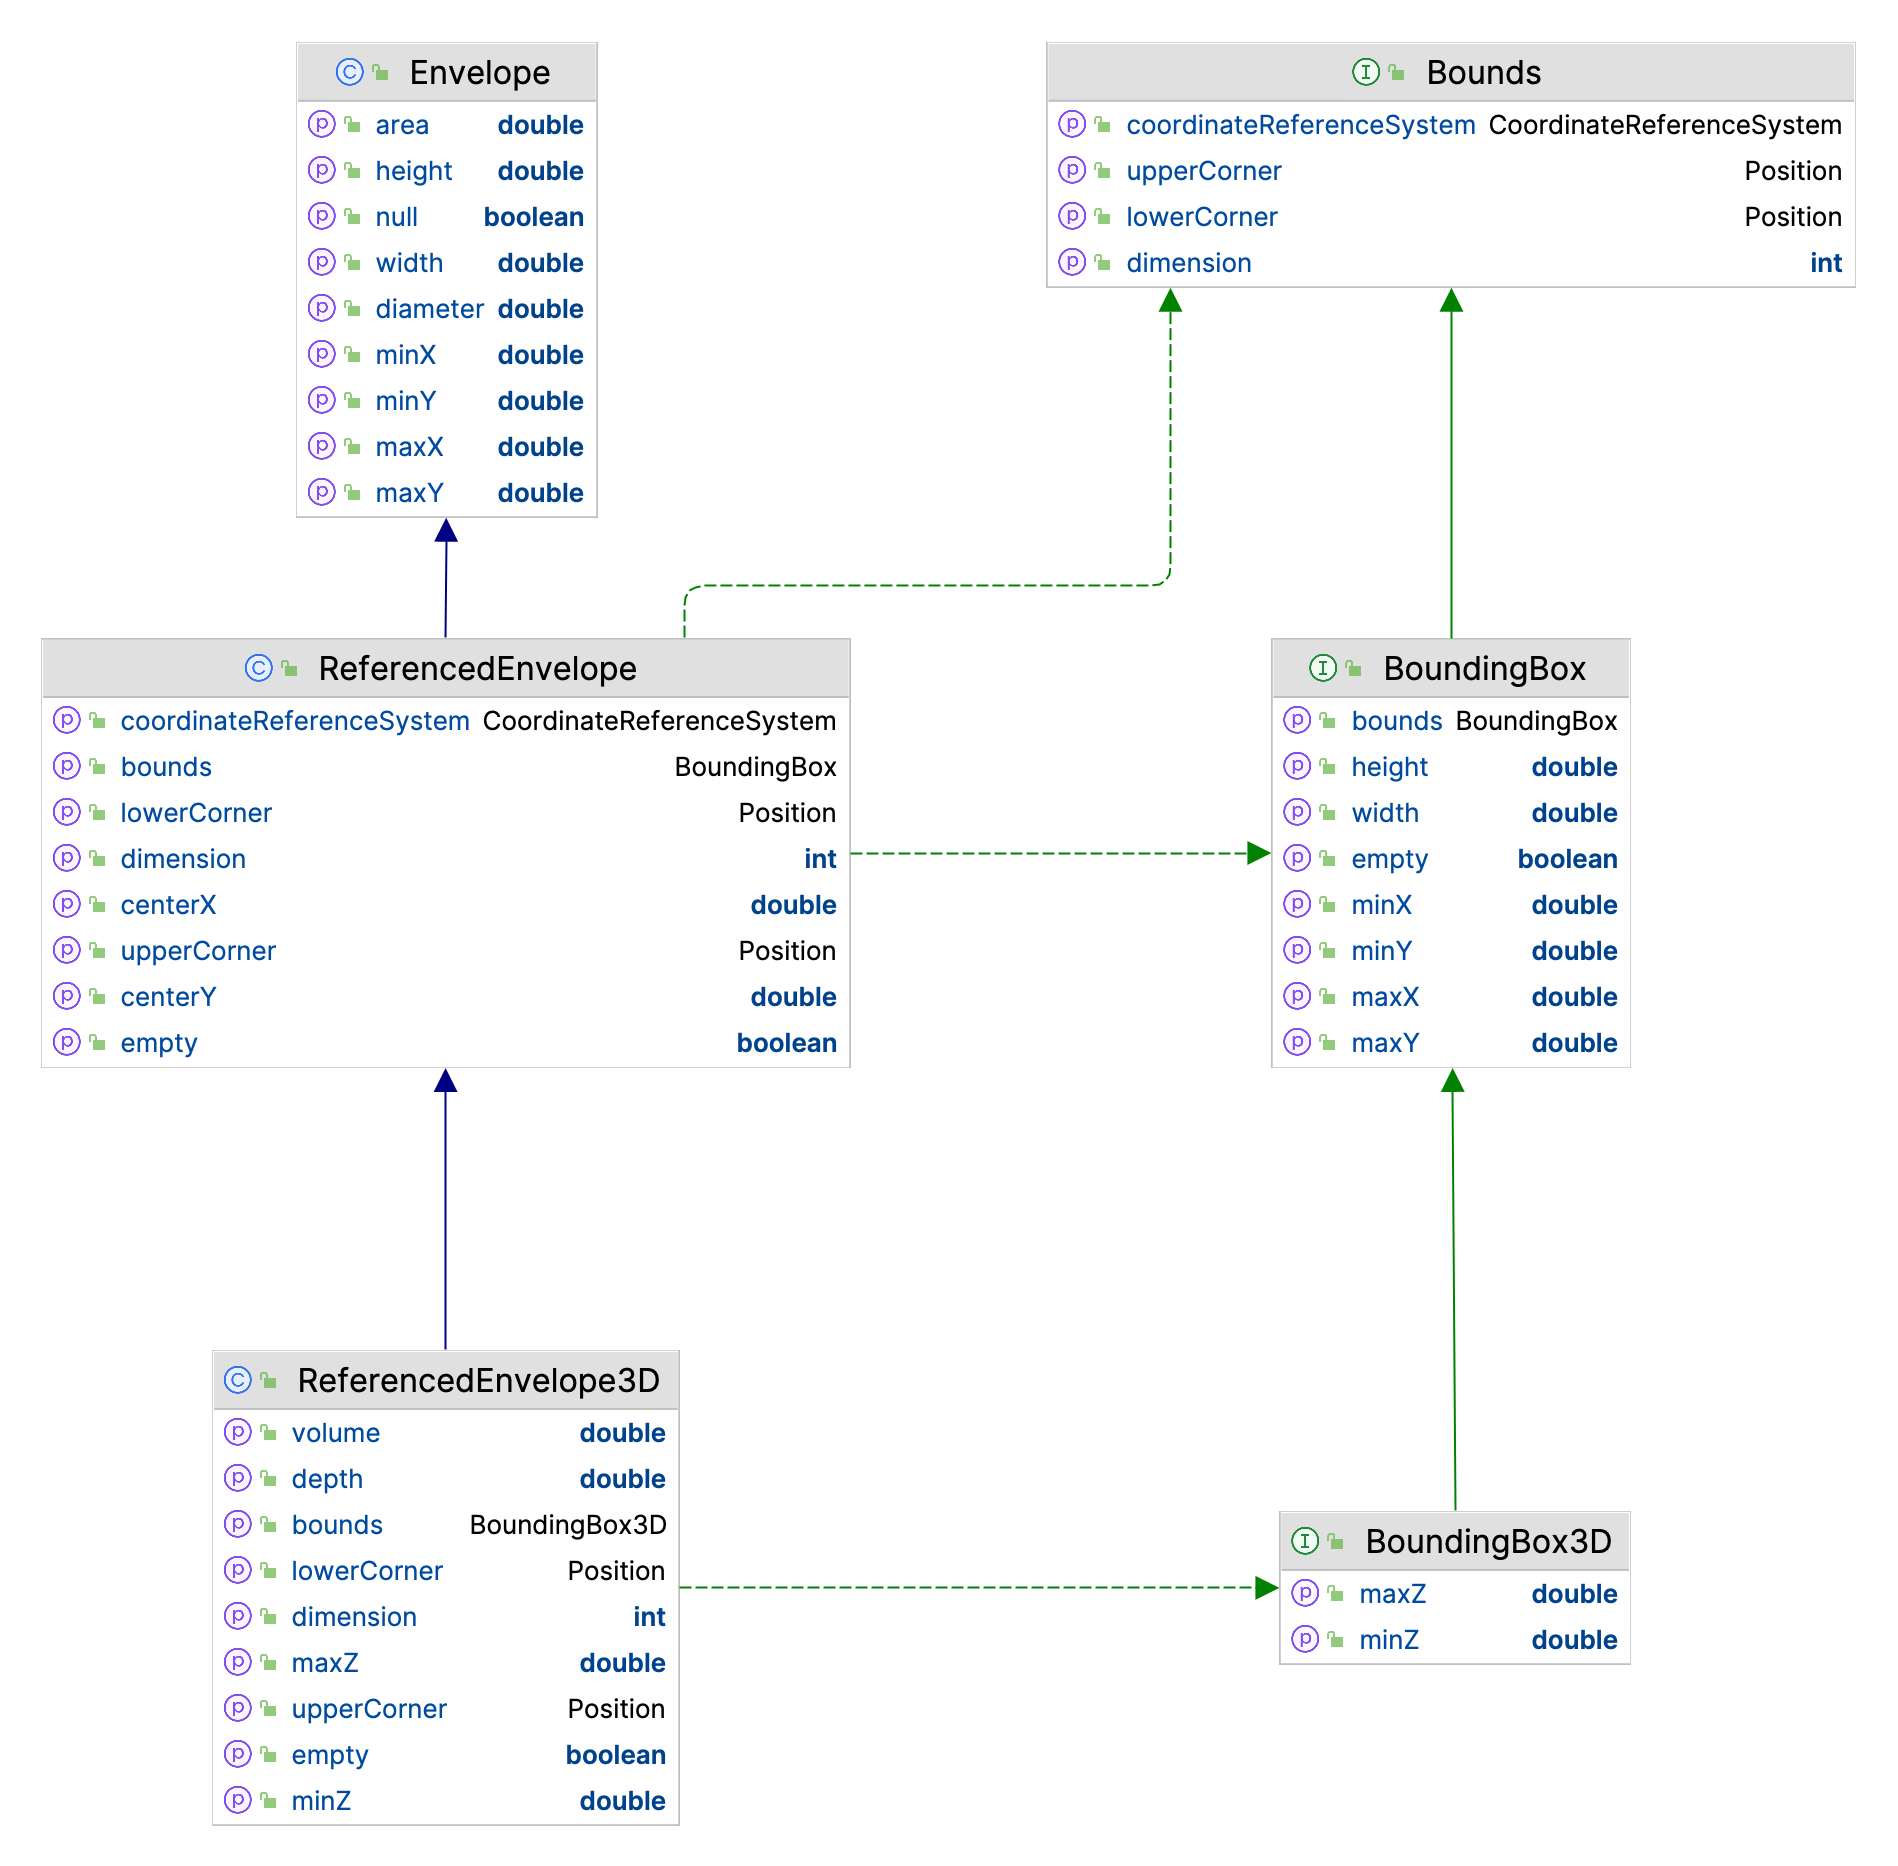 Envelope
area double
height double
null boolean
width double
diameter double
minX double
minY double
maxX double
maxY double
Bounds
coordinateReferenceSystem CoordinateReferenceSystem
upperCorner Position
lowerCorner Position
dimension int
ReferencedEnvelope
coordinateReferenceSystem CoordinateReferenceSystem
bounds BoundingBox
lowerCorner Position
dimension int
centerX double
upperCorner Position
centerY double
empty boolean
BoundingBox
bounds BoundingBox
height double
width double
empty boolean
minX double
minY double
maxX double
maxY double
ReferencedEnvelope3D
volume double
depth double
bounds BoundingBox3D
lowerCorner Position
dimension int
maxZ double
upperCorner Position
empty boolean
minZ double
BoundingBox3D
maxZ double
minZ double